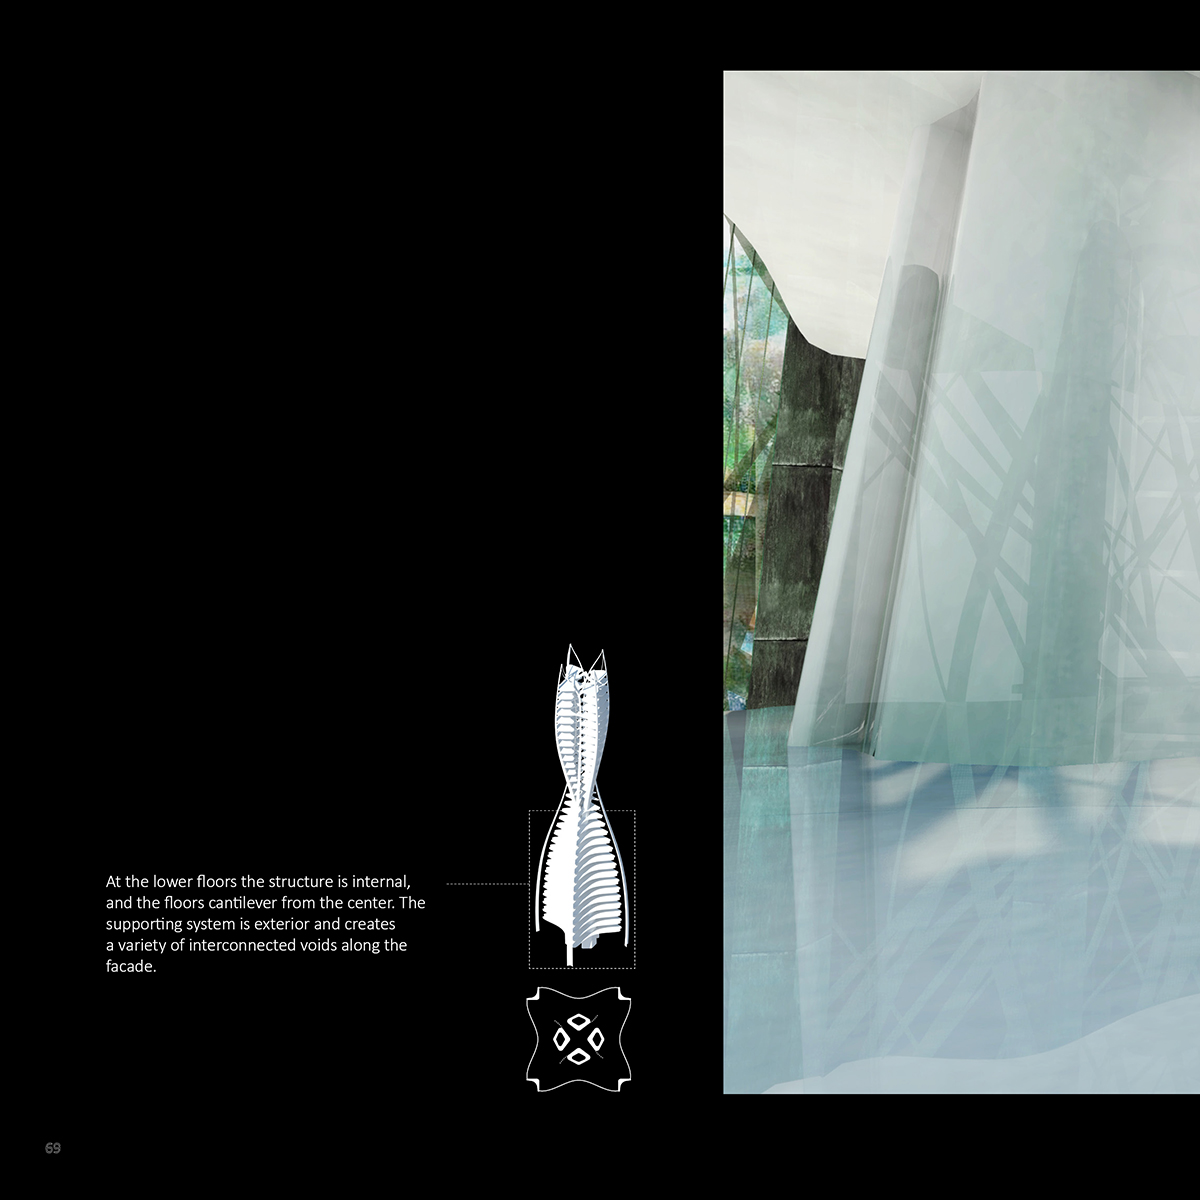 At the lower floors the structure is internal,
and the floors cantilever from the center. The
supporting system is exterior and creates
a variety of interconnected voids along the
facade.
69